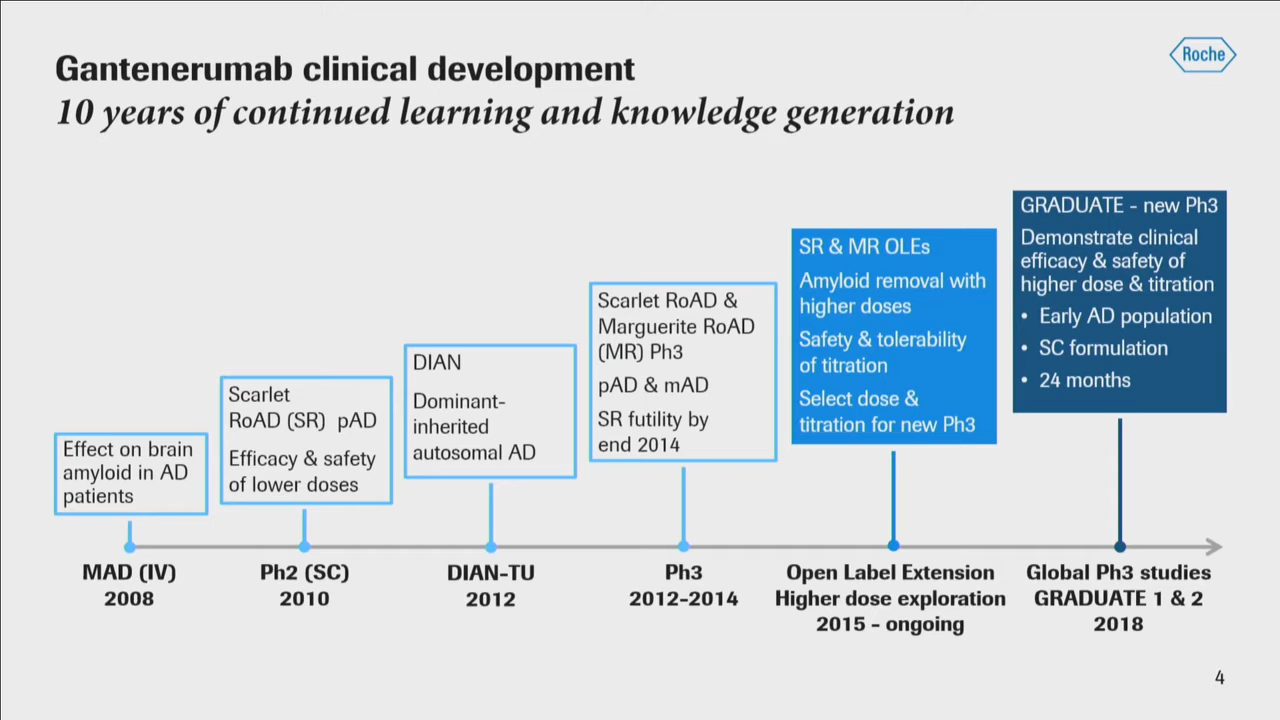 Gantenerumab clinical development
10 years of continued learning and knowledge generation
Roche
Effect on brain
amyloid in AD
patients
MAD (IV)
2008
Scarlet
RoAD (SR) pAD
Efficacy & safety
of lower doses
Ph2 (SC)
2010
DIAN
Dominant-
inherited
autosomal AD
DIAN-TU
2012
Scarlet RoAD &
Marguerite RoAD
(MR) Ph3
pAD & mAD
SR futility by
end 2014
Ph3
2012–2014
SR & MR OLEs
Amyloid removal with
higher doses
Safety & tolerability
of titration
Select dose &
titration for new Ph3
Open Label Extension
Higher dose exploration
2015 – ongoing
GRADUATE - new Ph3
Demonstrate clinical
efficacy & safety of
higher dose & titration
• Early AD population
• SC formulation
• 24 months
Global Ph3 studies
GRADUATE 1 & 2
2018
4